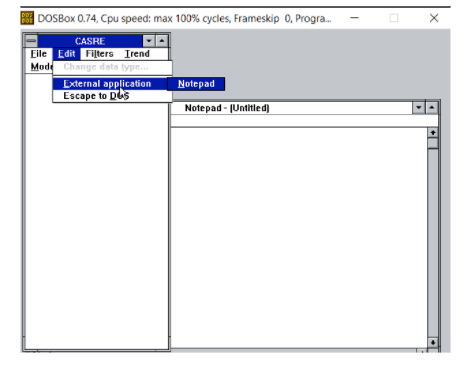 DOSBox 0.74, Cpu speed: max 100% cycles, Frameskip 0, Progra...
CASRE
File Edit Filters Trend
Mode
Change data type...
External application
Notepad
Escape to DOS
Notepad - (Untitled)